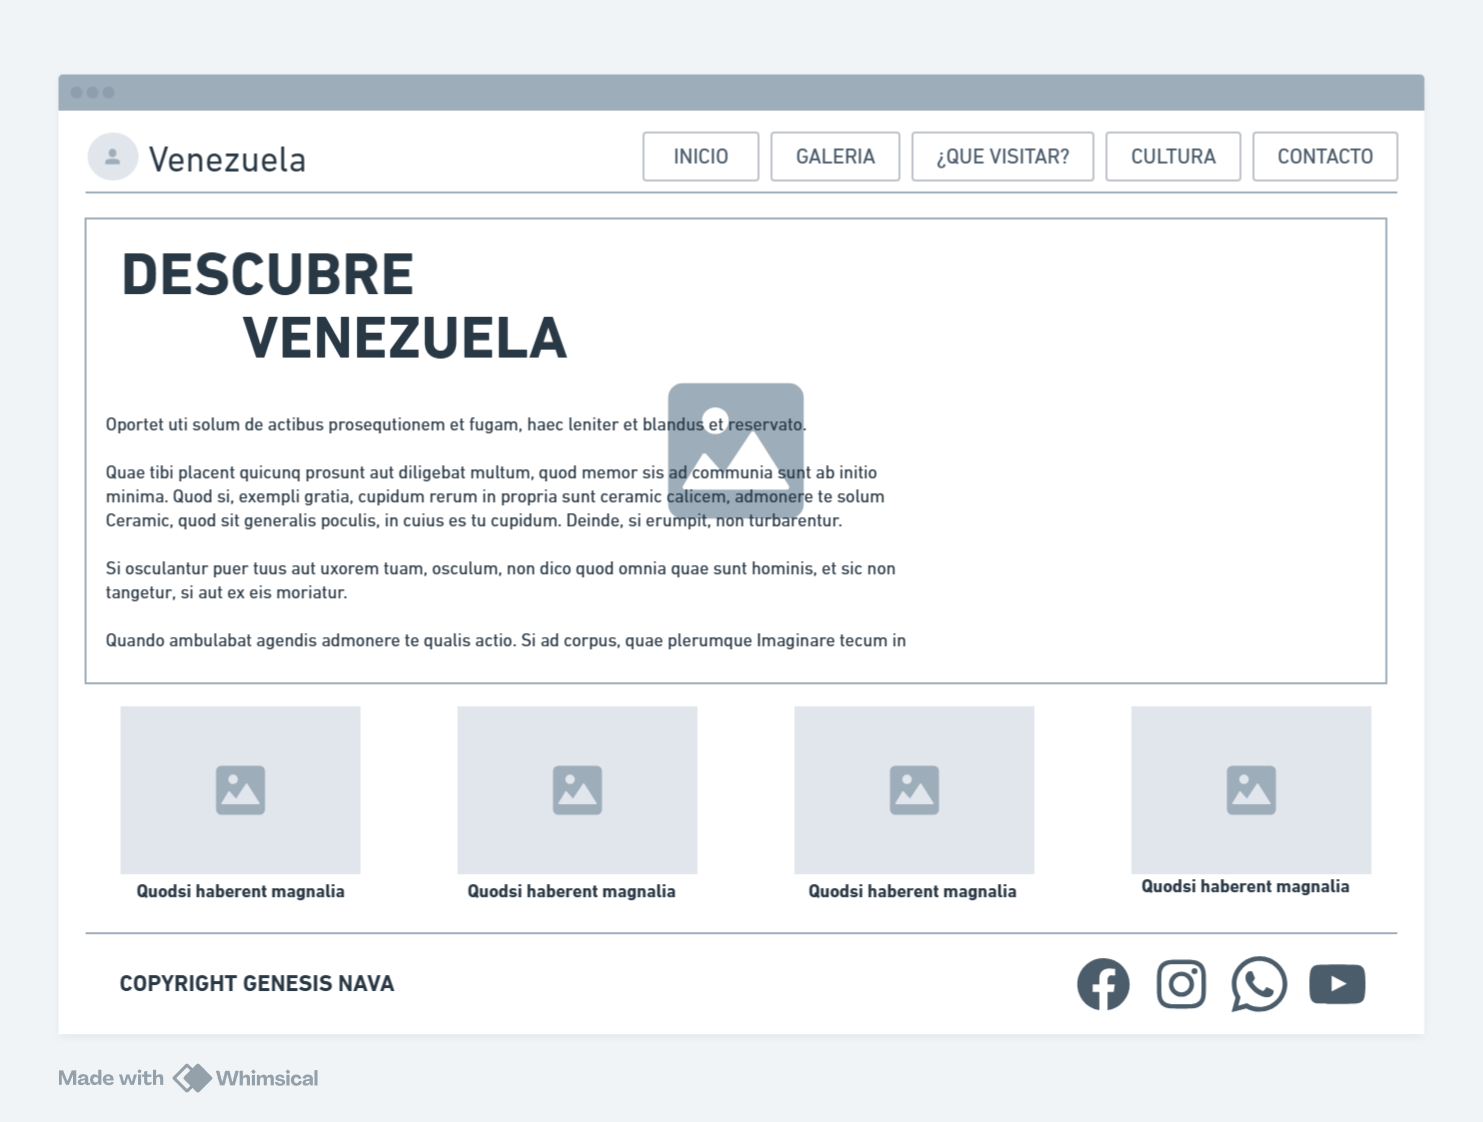 Venezuela
INICIO
GALERIA
¿QUE VISITAR?
CULTURA
CONTACTO
DESCUBRE
VENEZUELA
Oportet uti solum de actibus prosequtionem et fugam, haec leniter et blandus et reservato.
Quae tibi placent quicunq prosunt aut diligebat multum, quod memor sis ad communia sunt ab initio
minima. Quod si, exempli gratia, cupidum rerum in propria sunt ceramic calicem, admonere te solum
Ceramic, quod sit generalis poculis, in cuius es tu cupidum. Deinde, si erumpit, non turbarentur.
Si osculantur puer tuus aut uxorem tuam, osculum, non dico quod omnia quae sunt hominis, et sic non
tangetur, si aut ex eis moriatur.
Quando ambulabat agendis admonere te qualis actio. Si ad corpus, quae plerumque Imaginare tecum in
Quodsi haberent magnalia
Quodsi haberent magnalia
Quodsi haberent magnalia
Quodsi haberent magnalia
COPYRIGHT GENESIS NAVA
Made with Whimsical